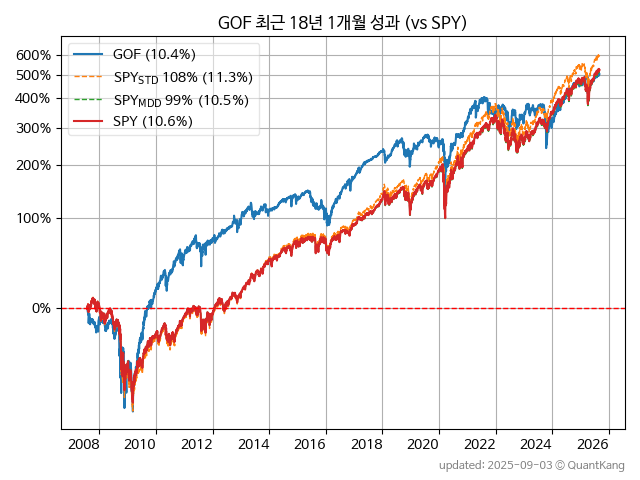 GOF 최근 18년 1개월 성과 (vs SPY)
GOF (10.4%)
SPY_STD 108% (11.3%)
SPY_MDD 99% (10.5%)
SPY (10.6%)
600%
500%
400%
300%
200%
100%
0%
2008 2010 2012 2014 2016 2018 2020 2022 2024 2026
updated: 2025-09-03 © QuantKang